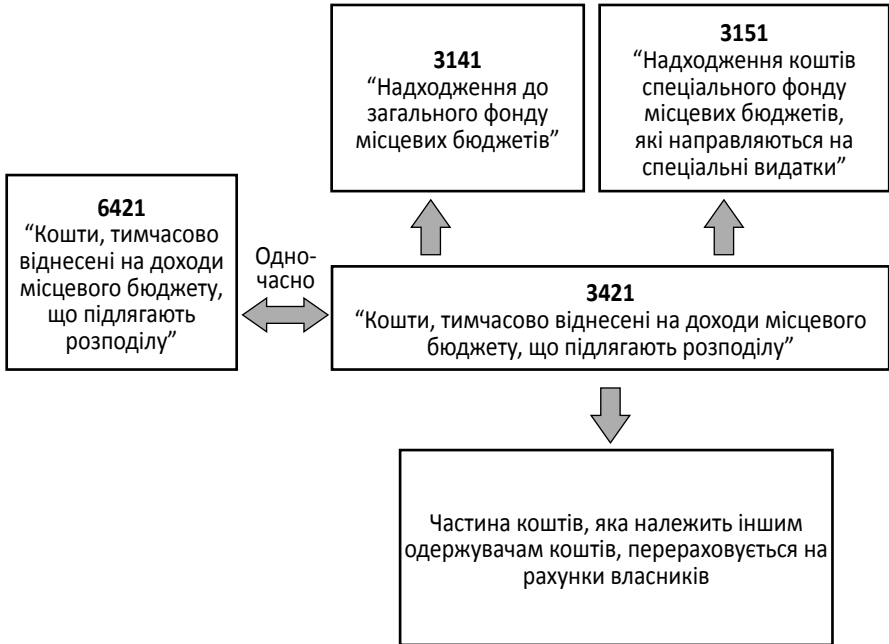 3141
“Надходження до
загального фонду
місцевих бюджетів”
3151
“Надходження коштів
спеціального фонду
місцевих бюджетів,
які направляються на
спеціальні видатки”
6421
“Кошти, тимчасово
віднесені на доходи
місцевого бюджету,
що підлягають
розподілу”
Одно-
часно
3421
“Кошти, тимчасово віднесені на доходи місцевого
бюджету, що підлягають розподілу”
Частина коштів, яка належить іншим
одержувачам коштів, перераховується на
рахунки власників